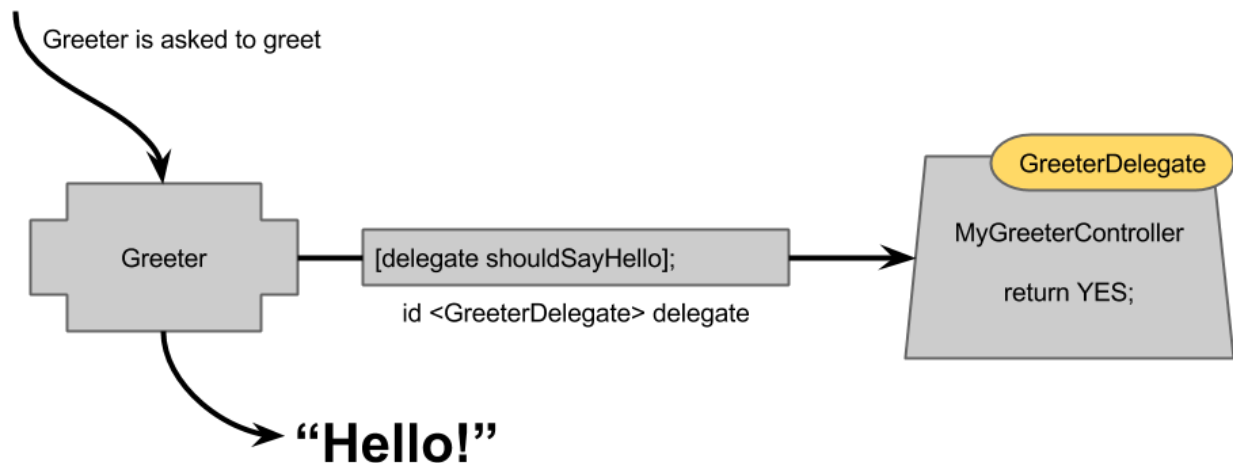 Greeter is asked to greet
GreeterDelegate
MyGreeterController
Greeter
[delegate shouldSayHello];
return YES;
id <GreeterDelegate> delegate
“Hello!”